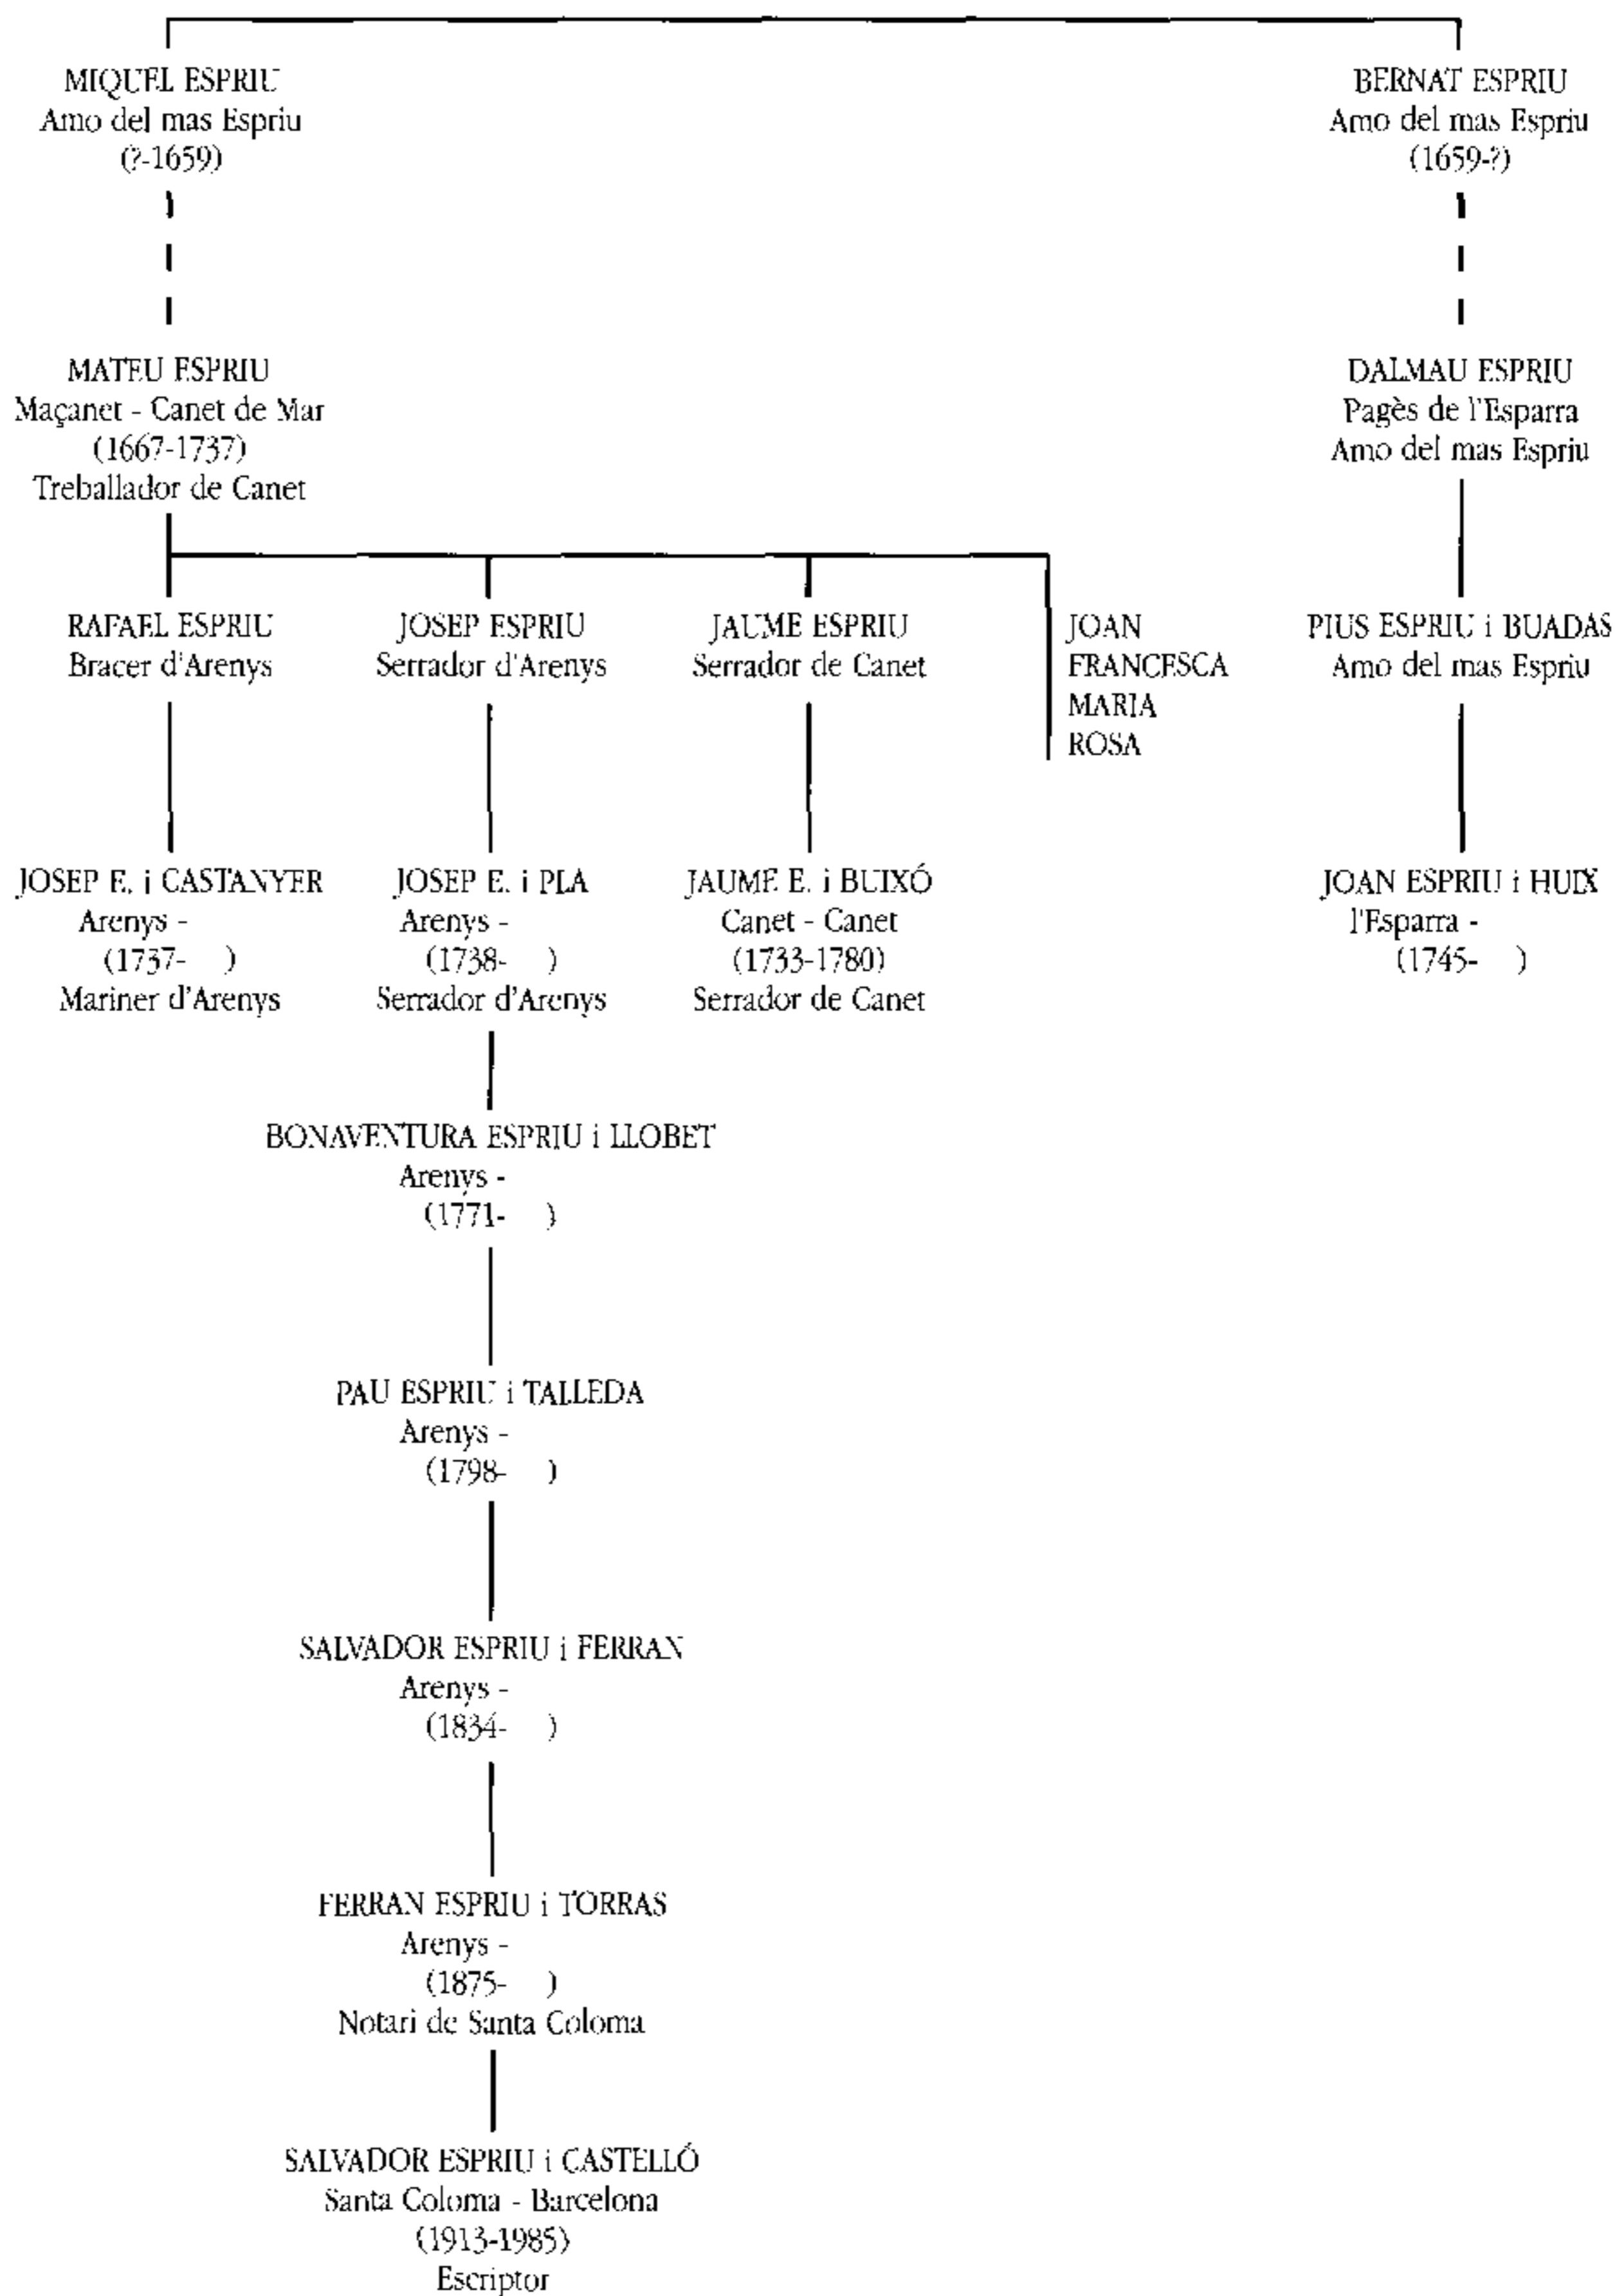 MIQUEL ESPRIU
Amo del mas Espriu
(?-1659)
BERNAT ESPRIU
Amo del mas Espriu
(1659-?)
MATEU ESPRIU
Maçanet - Canet de Mar
(1667-1737)
Treballador de Canet
DALMAU ESPRIU
Pagès de l'Esparra
Amo del mas Espriu
RAFAEL ESPRIU
Bracer d'Arenys
JOSEP ESPRIU
Serrador d'Arenys
JAUME ESPRIU
Serrador de Canet
JOAN
FRANCESCA
MARIA
ROSA
PIUS ESPRIU i BUADAS
Amo del mas Espriu
JOSEP E. i CASTANYER
Arenys -
(1737- )
Mariner d'Arenys
JOSEP E. i PLA
Arenys -
(1738- )
Serrador d'Arenys
JAUME E. i BUIXÓ
Canet - Canet
(1733-1780)
Serrador de Canet
JOAN ESPRIU i HUIX
l'Esparra -
(1745- )
BONAVENTURA ESPRIU i LLOBET
Arenys -
(1771- )
PAU ESPRIU i TALLEDA
Arenys -
(1798- )
SALVADOR ESPRIU i FERRAN
Arenys -
(1834- )
FERRAN ESPRIU i TORRAS
Arenys -
(1875- )
Notari de Santa Coloma
SALVADOR ESPRIU i CASTELLÓ
Santa Coloma - Barcelona
(1913-1985)
Escriptor